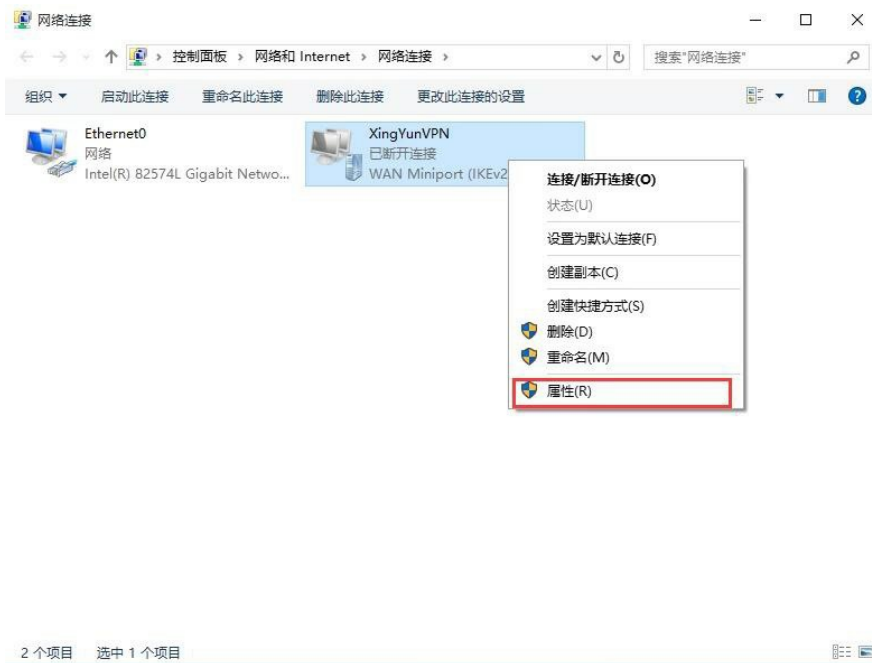 网络连接
控制面板 › 网络和 Internet › 网络连接 ›
搜索"网络连接"
组织 启动此连接 重命名此连接 删除此连接 更改此连接的设置
Ethernet0
网络
Intel(R) 82574L Gigabit Netwo...
XingYunVPN
已断开连接
WAN Miniport (IKEv2
连接/断开连接(O)
状态(U)
设置为默认连接(F)
创建副本(C)
创建快捷方式(S)
删除(D)
重命名(M)
属性(R)
2 个项目 选中 1 个项目